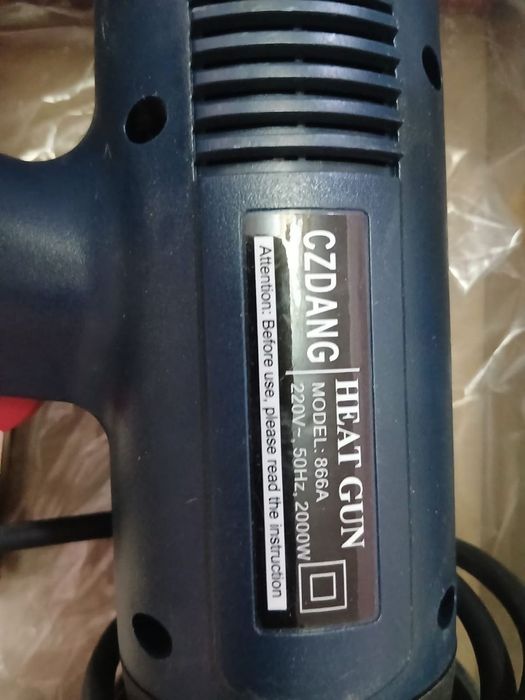 CZDANG
HEAT GUN
MODEL: 866A
220V~, 50Hz, 2000W
Attention: Before use, please read the instruction